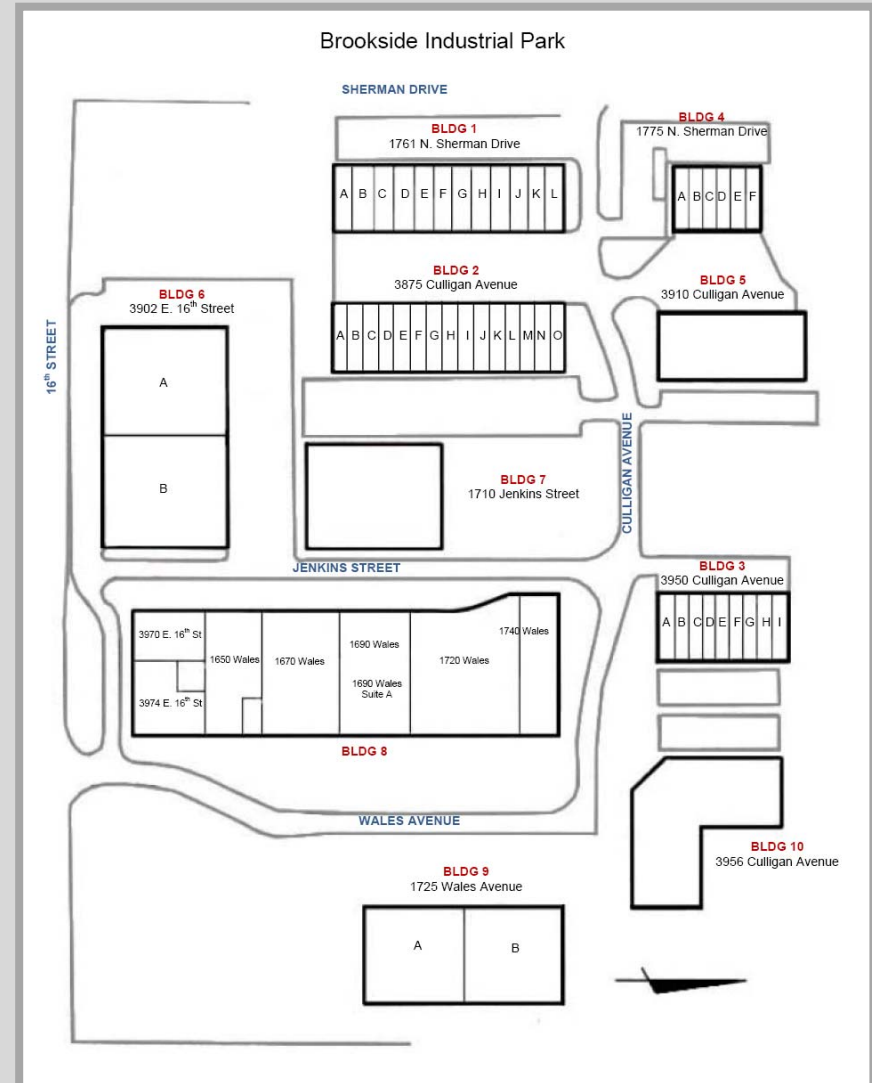 Brookside Industrial Park
SHERMAN DRIVE
BLDG 1
1761 N. Sherman Drive
A B C D E F G H I J K L
BLDG 4
1775 N. Sherman Drive
A B C D E F
BLDG 2
3875 Culligan Avenue
A B C D E F G H I J K L M N O
BLDG 5
3910 Culligan Avenue
BLDG 6
3902 E. 16th Street
A
B
16th STREET
BLDG 7
1710 Jenkins Street
CULLIGAN AVENUE
JENKINS STREET
BLDG 3
3950 Culligan Avenue
A B C D E F G H I
3970 E. 16th St
3974 E. 16th St
1650 Wales
1670 Wales
1690 Wales
1690 Wales
Suite A
1720 Wales
1740 Wales
BLDG 8
WALES AVENUE
BLDG 10
3956 Culligan Avenue
BLDG 9
1725 Wales Avenue
A
B